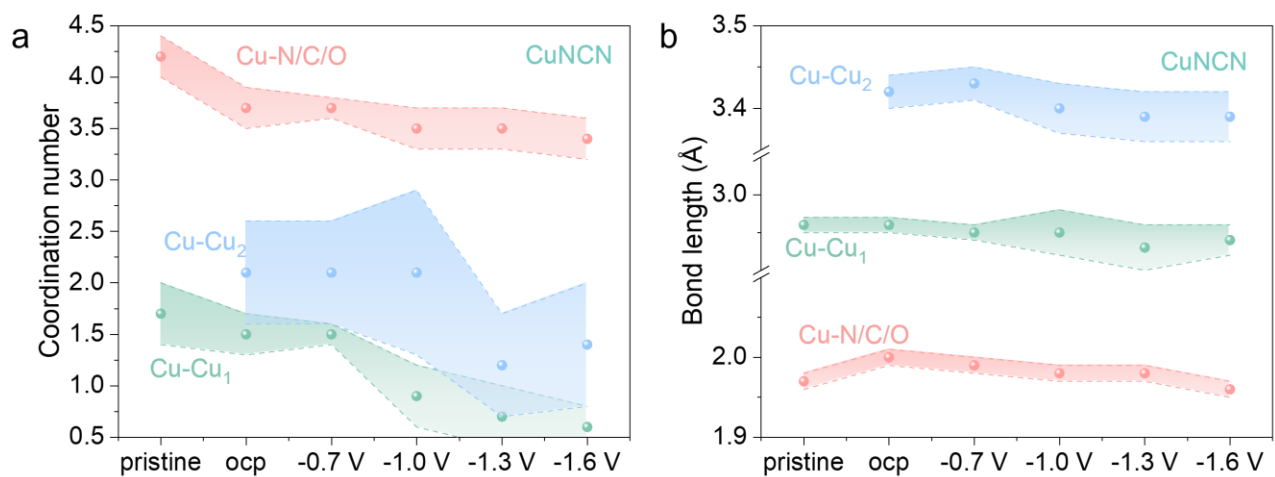 a
Coordination number
4.5
4.0
3.5
3.0
2.5
2.0
1.5
1.0
0.5
Cu-N/C/O
CuNCN
Cu-Cu₂
Cu-Cu₁
pristine ocp -0.7 V -1.0 V -1.3 V -1.6 V
b
Bond length (Å)
3.5
3.4
3.0
2.0
1.9
CuNCN
Cu-Cu₂
Cu-Cu₁
Cu-N/C/O
pristine ocp -0.7 V -1.0 V -1.3 V -1.6 V